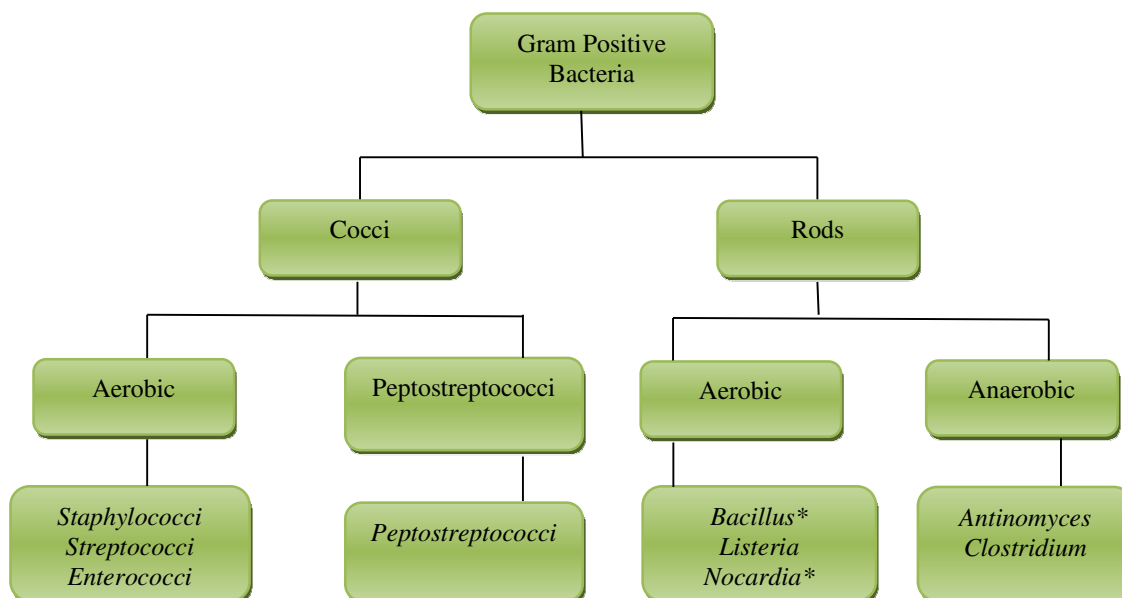 Gram Positive
Bacteria
Cocci
Rods
Aerobic
Peptostreptococci
Aerobic
Anaerobic
Staphylococci
Streptococci
Enterococci
Peptostreptococci
Bacillus*
Listeria
Nocardia*
Antinomyces
Clostridium